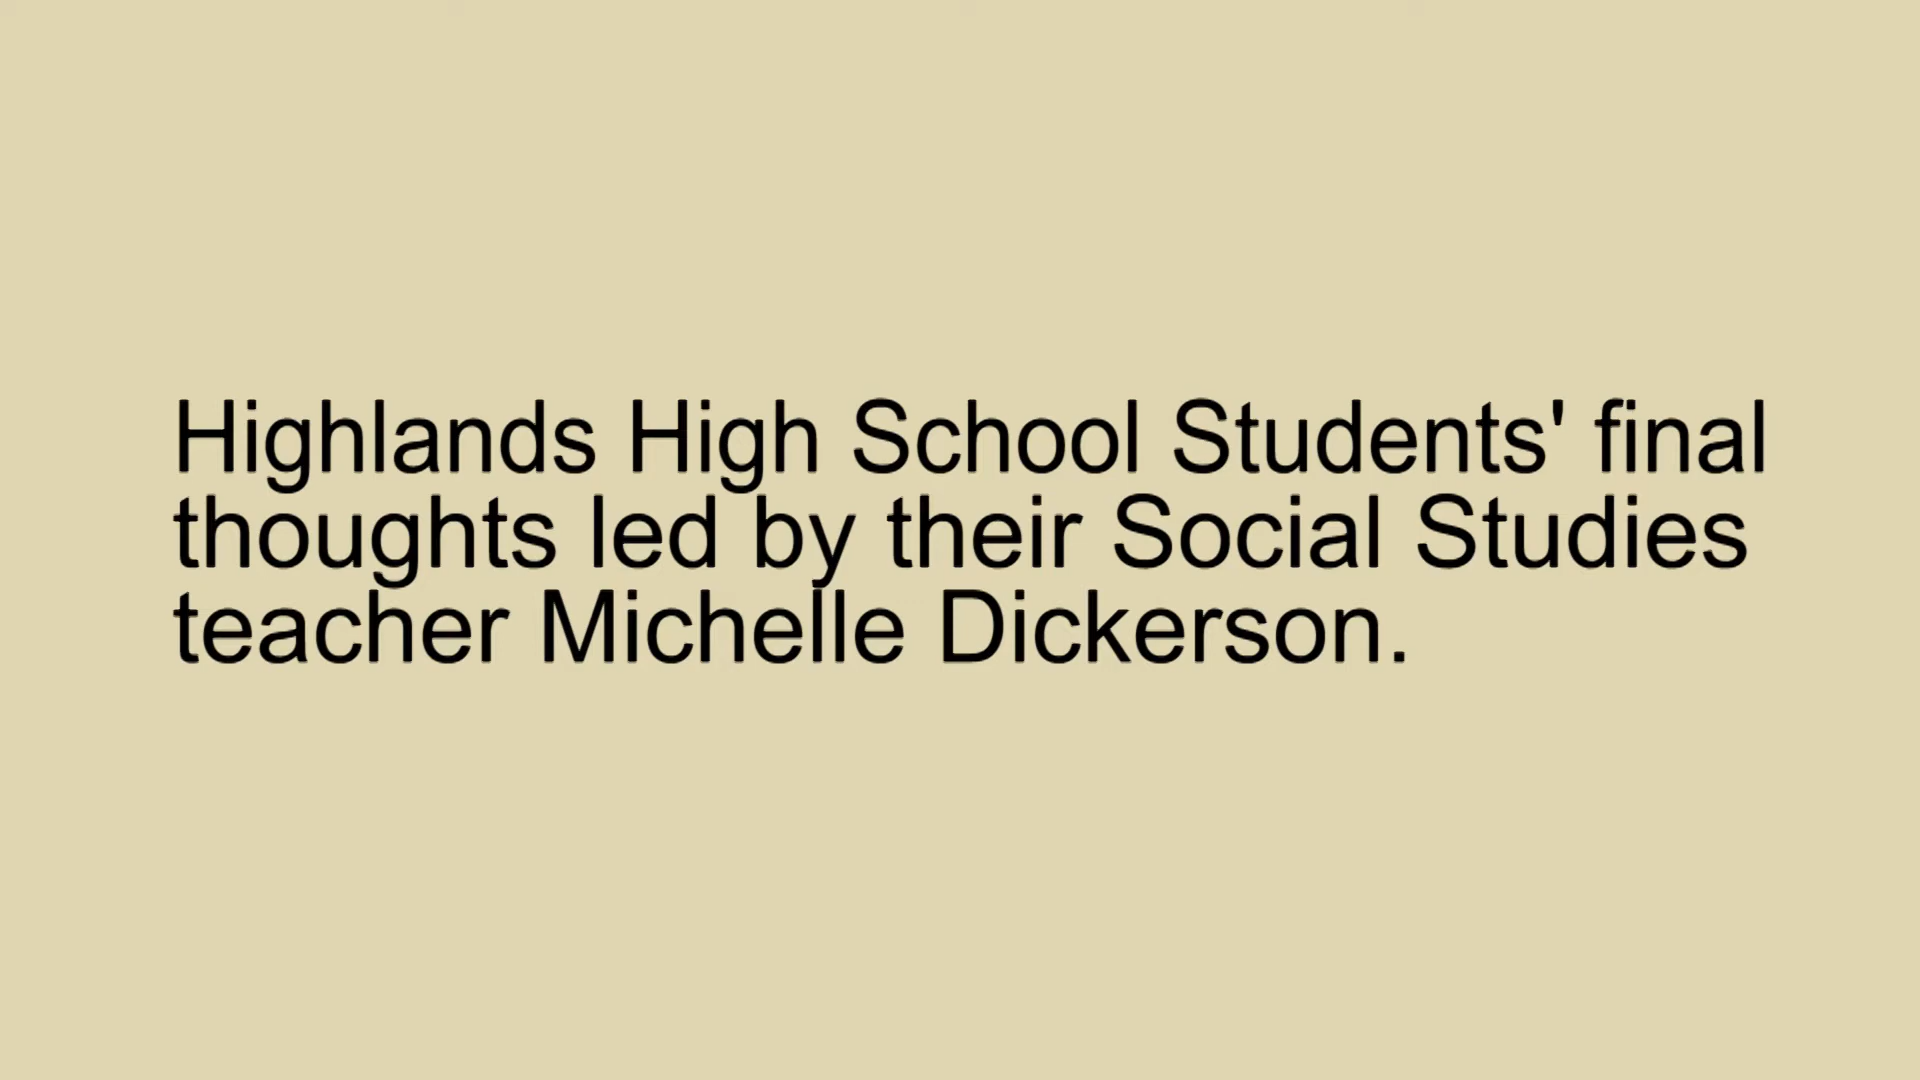 Highlands High School Students' final
thoughts led by their Social Studies
teacher Michelle Dickerson.